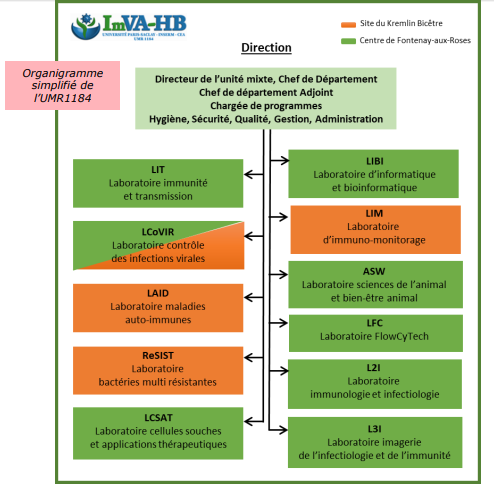 ImVA-HB
UNIVERSITÉ PARIS-SACLAY - INSERM - CEA
UMR 1184
Site du Kremlin Bicêtre
Centre de Fontenay-aux-Roses
Direction
Organigramme
simplifié de
l'UMR1184
Directeur de l'unité mixte, Chef de Département
Chef de département Adjoint
Chargée de programmes
Hygiène, Sécurité, Qualité, Gestion, Administration
LIT
Laboratoire immunité
et transmission
LCoVIR
Laboratoire contrôle
des infections virales
LAID
Laboratoire maladies
auto-immunes
ReSIST
Laboratoire
bactéries multi résistantes
LCSAT
Laboratoire cellules souches
et applications thérapeutiques
LIBI
Laboratoire d'informatique
et bioinformatique
LIM
Laboratoire
d'immuno-monitorage
ASW
Laboratoire sciences de l'animal
et bien-être animal
LFC
Laboratoire FlowCyTech
L2I
Laboratoire
immunologie et infectiologie
L3I
Laboratoire imagerie
de l'infectiologie et de l'immunité